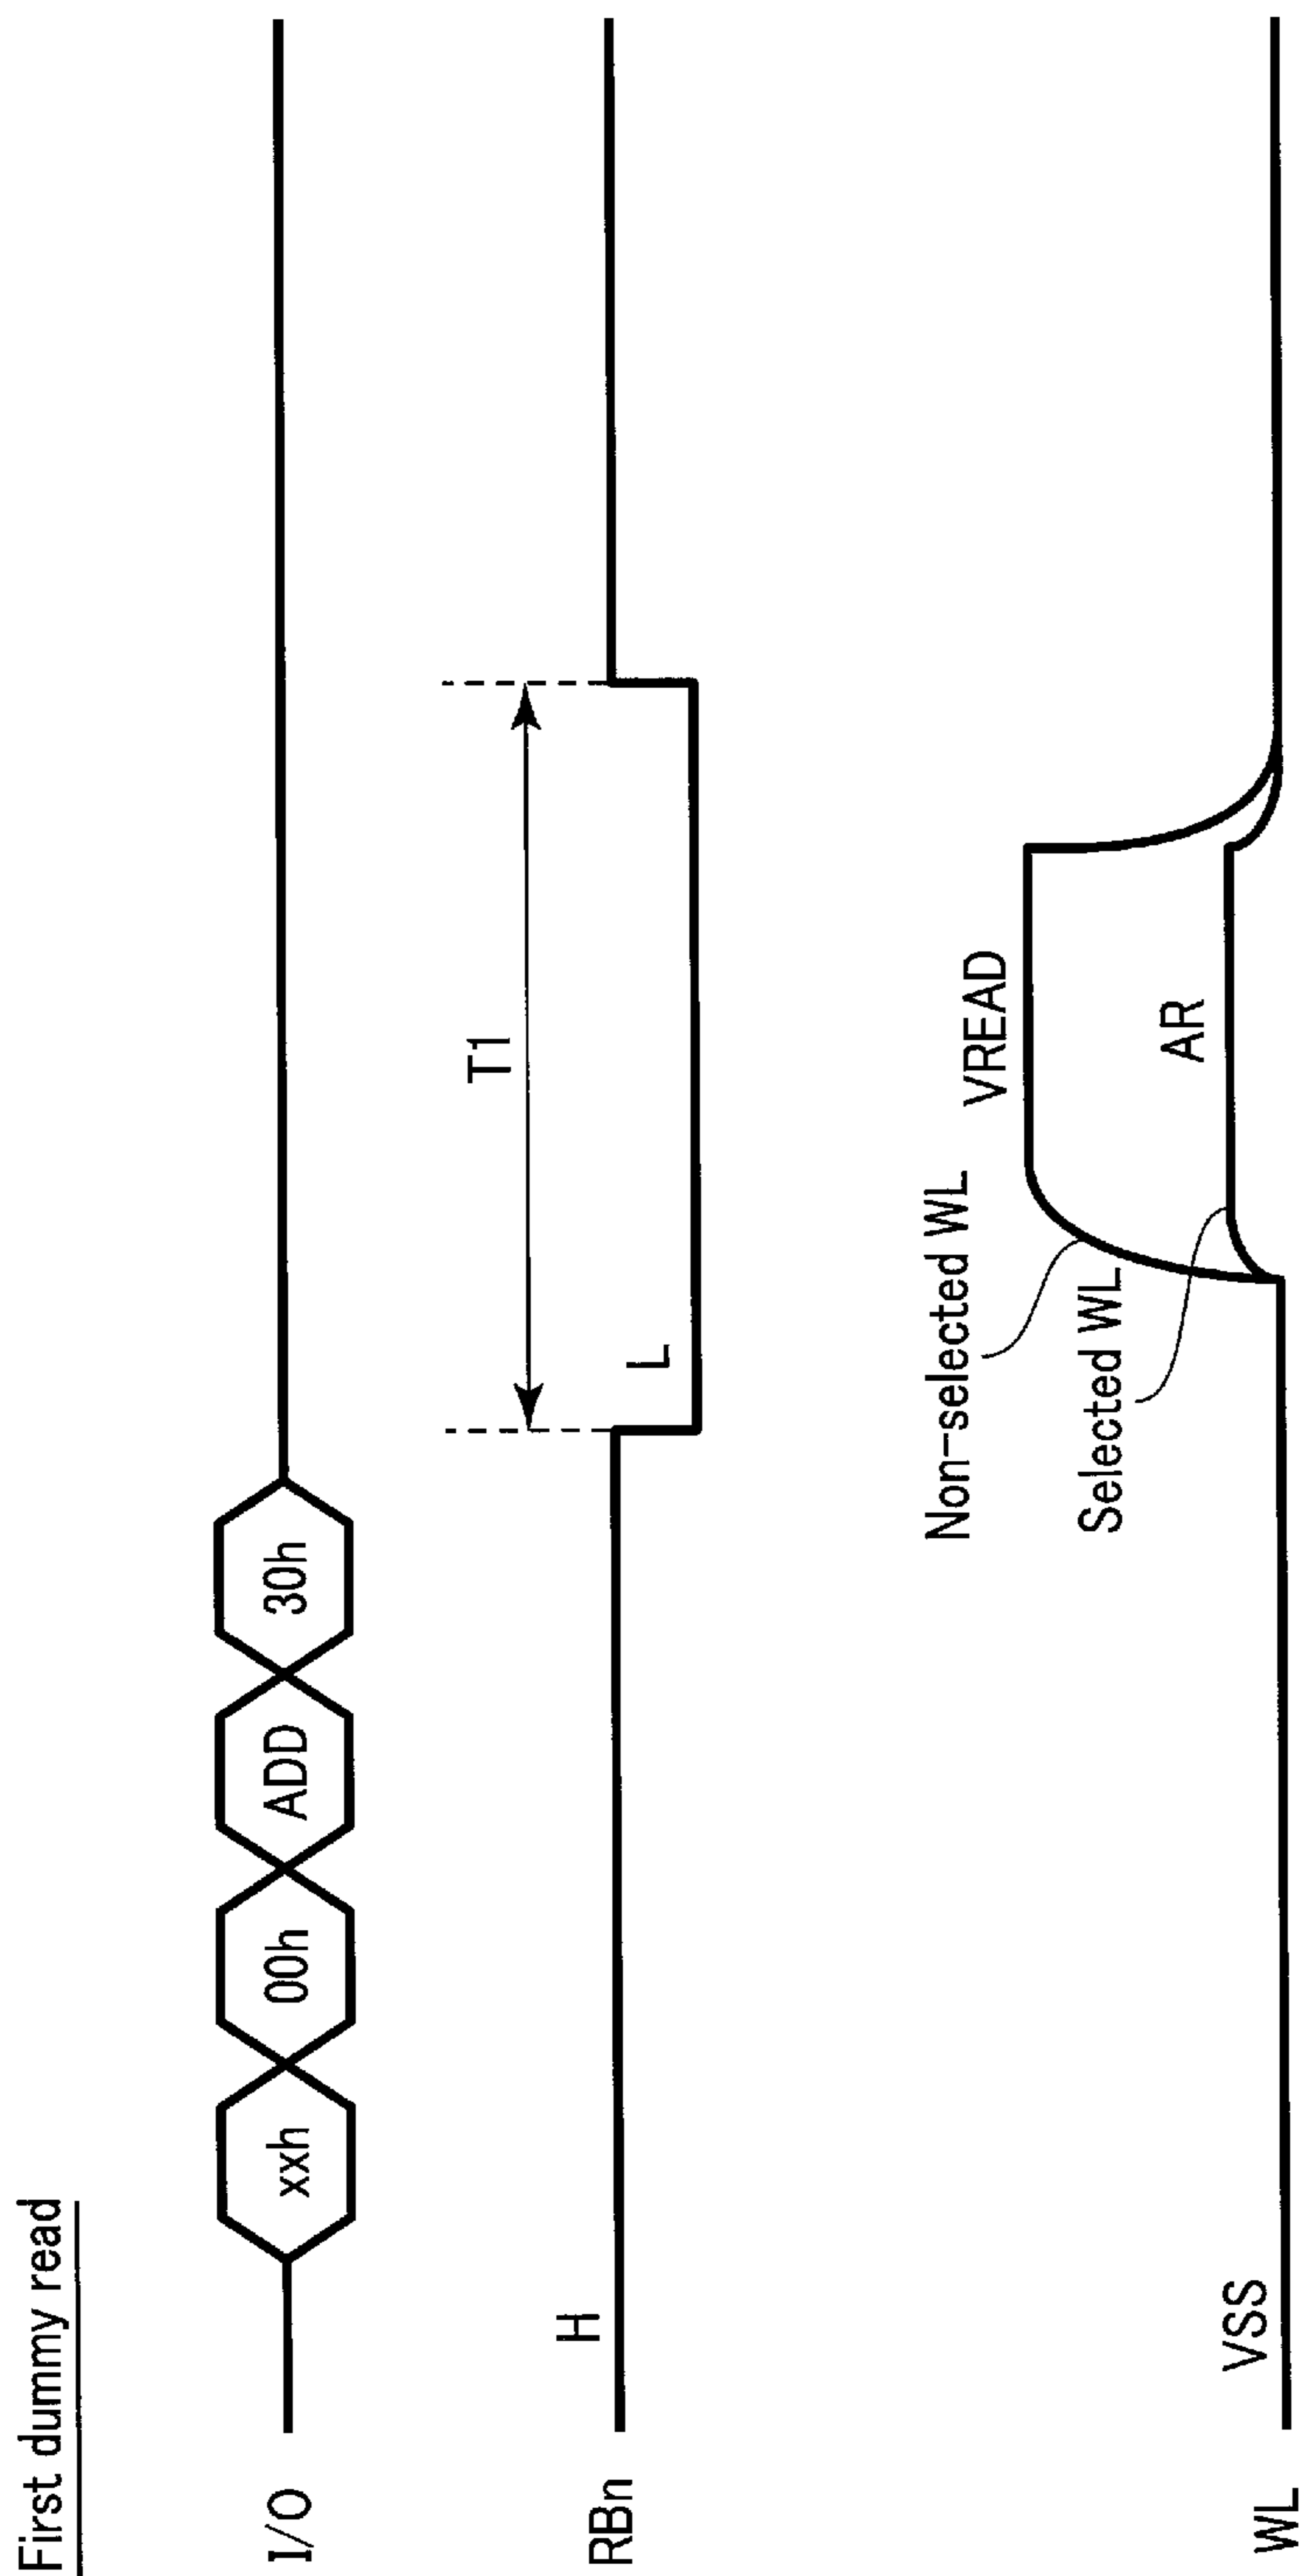 First dummy read
I/O
xxh
00h
ADD
30h
RBn
H
L
T1
WL
VSS
Non-selected WL
Selected WL
VREAD
AR